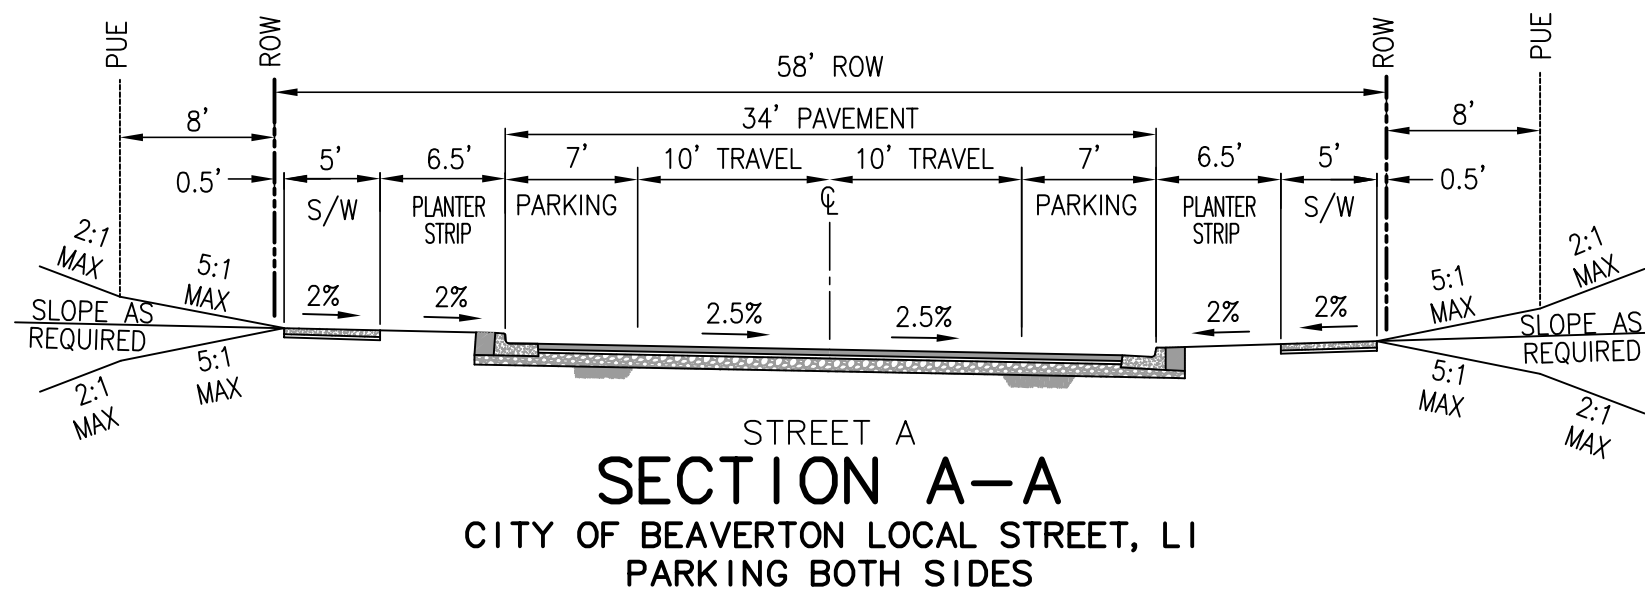 PUE
ROW
58' ROW
ROW
PUE
8'
34' PAVEMENT
8'
0.5'
5'
6.5'
7'
10' TRAVEL
10' TRAVEL
7'
6.5'
5'
0.5'
S/W
PLANTER
STRIP
PARKING
℄
PARKING
PLANTER
STRIP
S/W
2:1
MAX
5:1
MAX
SLOPE AS
REQUIRED
5:1
MAX
2:1
MAX
2%
2%
2.5%
2.5%
2%
2%
5:1
MAX
2:1
MAX
SLOPE AS
REQUIRED
5:1
MAX
2:1
MAX
STREET A
SECTION A-A
CITY OF BEAVERTON LOCAL STREET, L1
PARKING BOTH SIDES